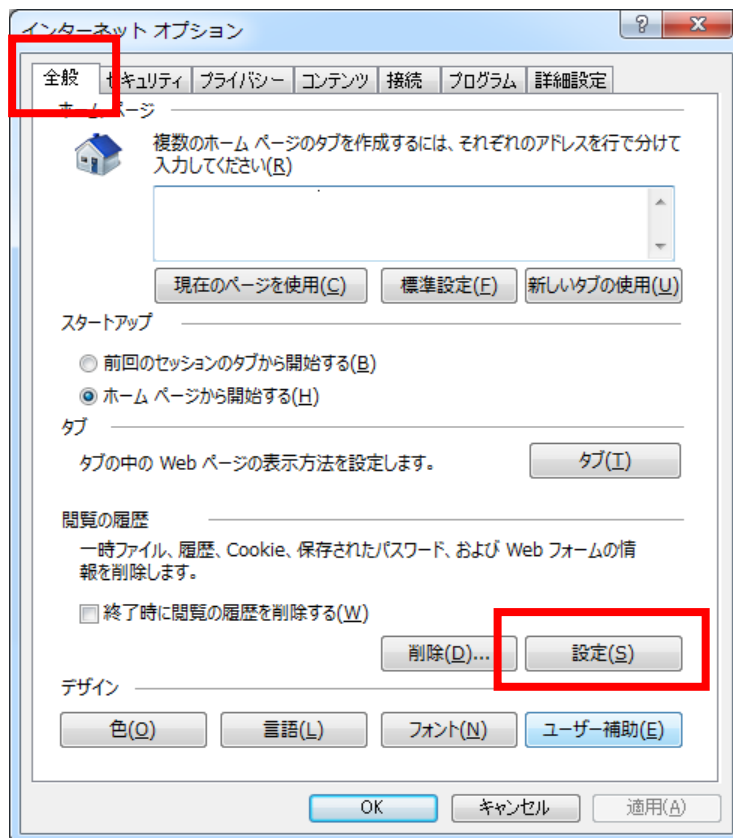 インターネット オプション
全般 セキュリティ プライバシー コンテンツ 接続 プログラム 詳細設定
ホーム ページ
複数のホーム ページのタブを作成するには、それぞれのアドレスを行で分けて
入力してください(R)
現在のページを使用(C) 標準設定(F) 新しいタブの使用(U)
スタートアップ
前回のセッションのタブから開始する(B)
ホーム ページから開始する(H)
タブ
タブの中の Web ページの表示方法を設定します。 タブ(T)
閲覧の履歴
一時ファイル、履歴、Cookie、保存されたパスワード、および Web フォームの情
報を削除します。
終了時に閲覧の履歴を削除する(W)
削除(D)... 設定(S)
デザイン
色(O) 言語(L) フォント(N) ユーザー補助(E)
OK キャンセル 適用(A)